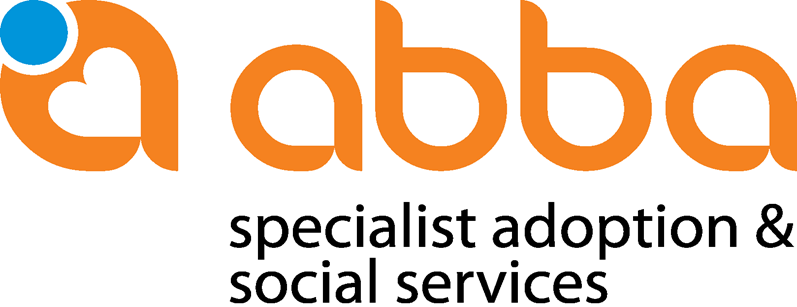 abba
specialist adoption &
social services